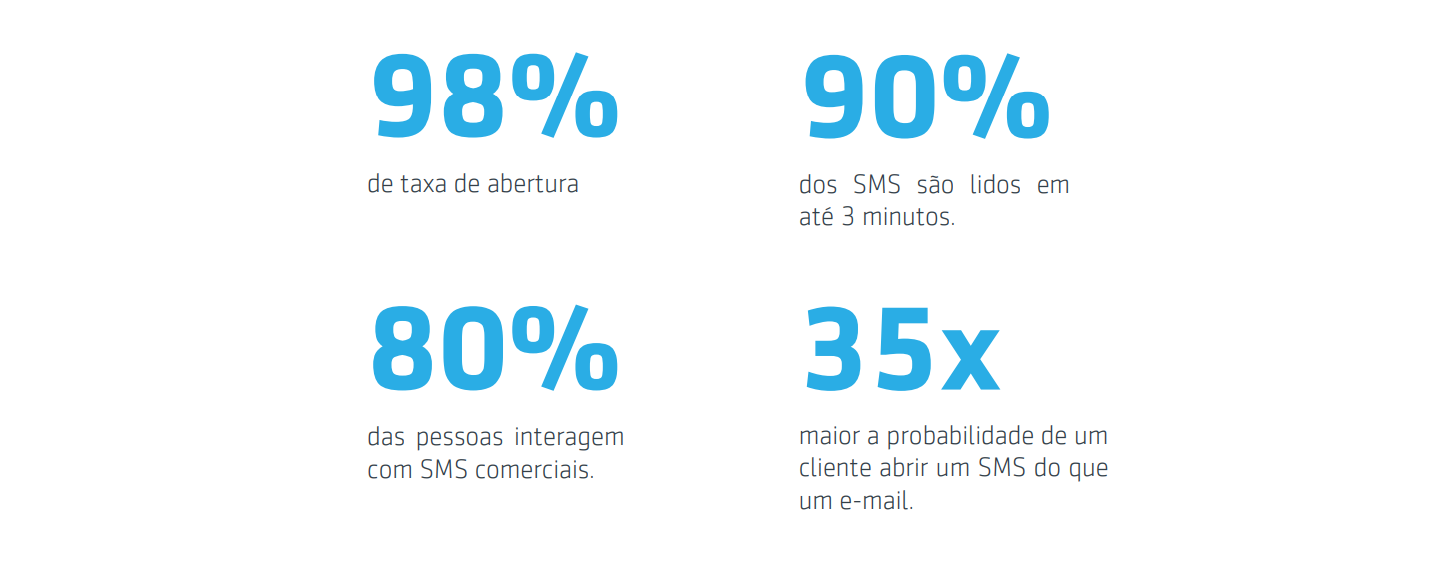 98%
de taxa de abertura
90%
dos SMS são lidos em
até 3 minutos.
80%
das pessoas interagem
com SMS comerciais.
35x
maior a probabilidade de um
cliente abrir um SMS do que
um e-mail.